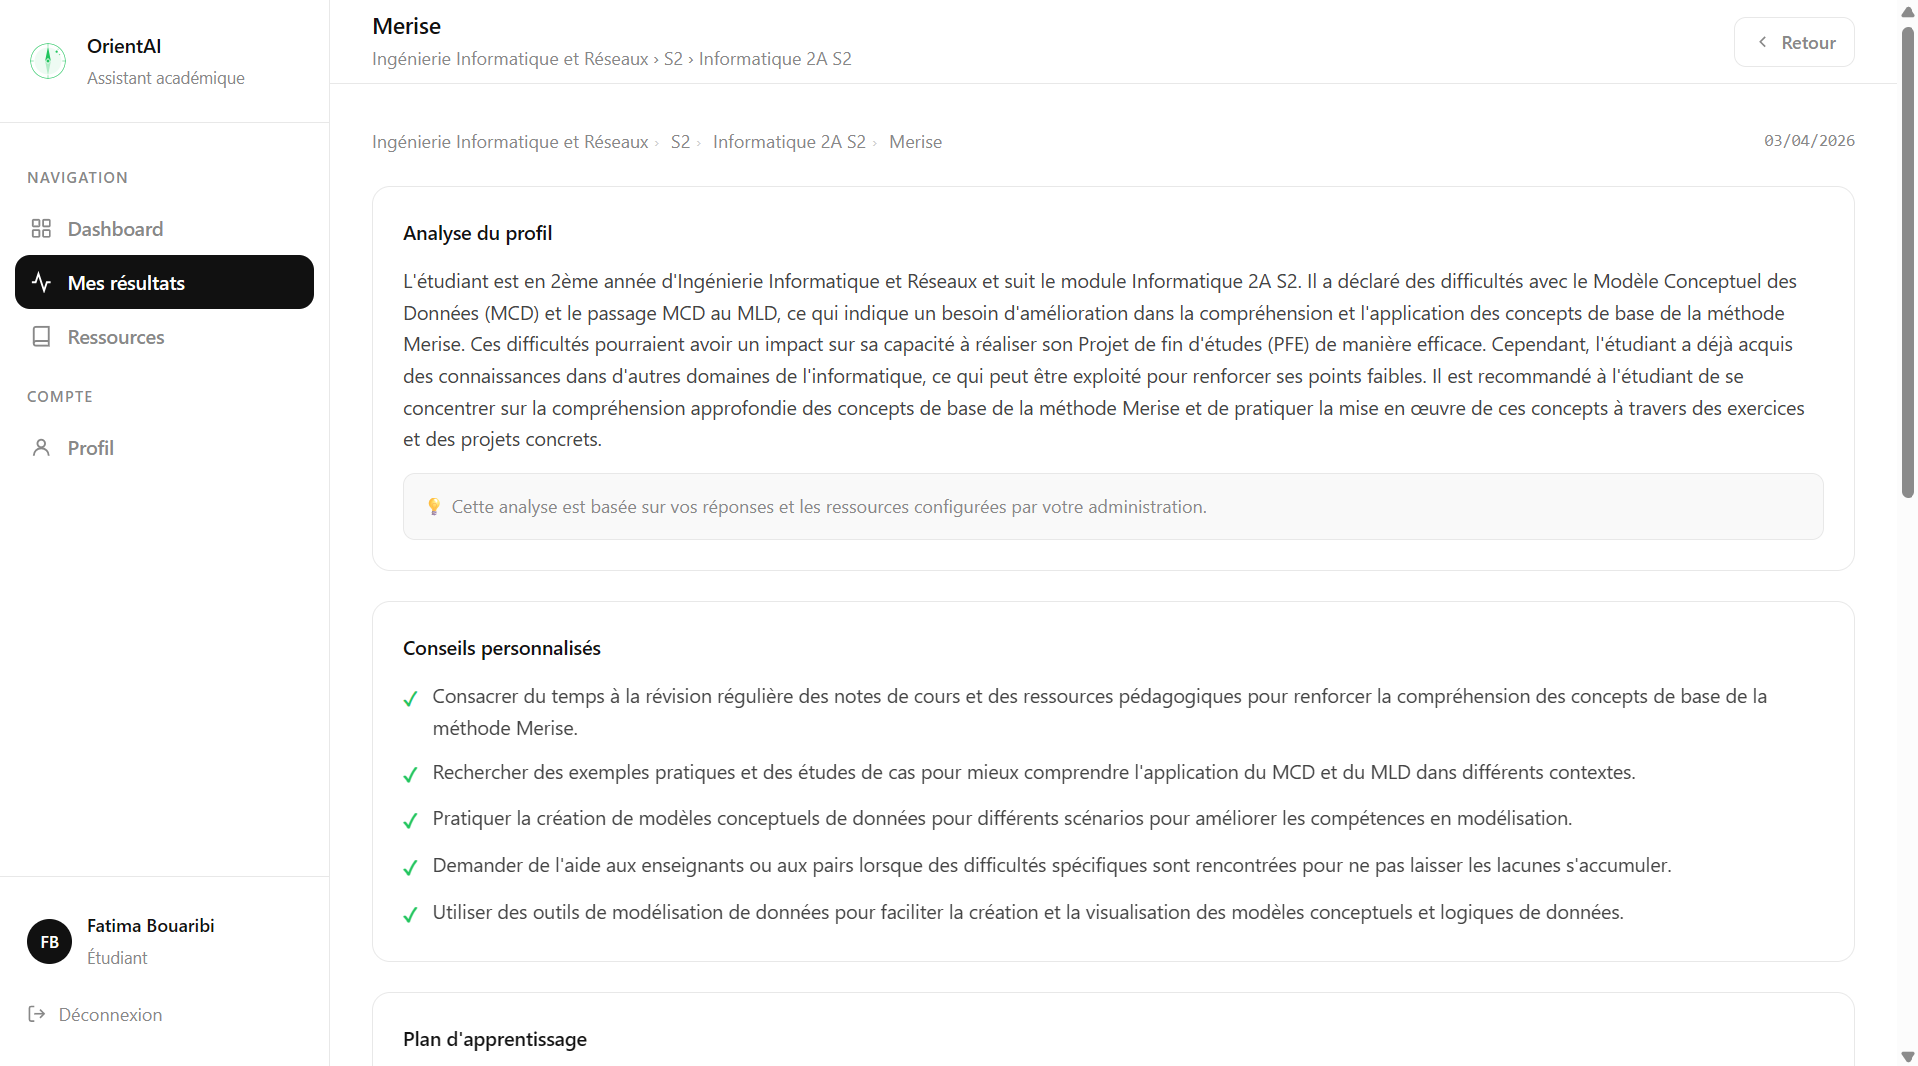 OrientAI
Assistant académique
NAVIGATION
Dashboard
Mes résultats
Ressources
COMPTE
Profil
FB
Fatima Bouaribi
Étudiant
Déconnexion
Merise
Ingénierie Informatique et Réseaux › S2 › Informatique 2A S2
Retour
Ingénierie Informatique et Réseaux › S2 › Informatique 2A S2 › Merise
03/04/2026
Analyse du profil
L'étudiant est en 2ème année d'Ingénierie Informatique et Réseaux et suit le module Informatique 2A S2. Il a déclaré des difficultés avec le Modèle Conceptuel des
Données (MCD) et le passage MCD au MLD, ce qui indique un besoin d'amélioration dans la compréhension et l'application des concepts de base de la méthode
Merise. Ces difficultés pourraient avoir un impact sur sa capacité à réaliser son Projet de fin d'études (PFE) de manière efficace. Cependant, l'étudiant a déjà acquis
des connaissances dans d'autres domaines de l'informatique, ce qui peut être exploité pour renforcer ses points faibles. Il est recommandé à l'étudiant de se
concentrer sur la compréhension approfondie des concepts de base de la méthode Merise et de pratiquer la mise en œuvre de ces concepts à travers des exercices
et des projets concrets.
Cette analyse est basée sur vos réponses et les ressources configurées par votre administration.
Conseils personnalisés
Consacrer du temps à la révision régulière des notes de cours et des ressources pédagogiques pour renforcer la compréhension des concepts de base de la
méthode Merise.
Rechercher des exemples pratiques et des études de cas pour mieux comprendre l'application du MCD et du MLD dans différents contextes.
Pratiquer la création de modèles conceptuels de données pour différents scénarios pour améliorer les compétences en modélisation.
Demander de l'aide aux enseignants ou aux pairs lorsque des difficultés spécifiques sont rencontrées pour ne pas laisser les lacunes s'accumuler.
Utiliser des outils de modélisation de données pour faciliter la création et la visualisation des modèles conceptuels et logiques de données.
Plan d'apprentissage